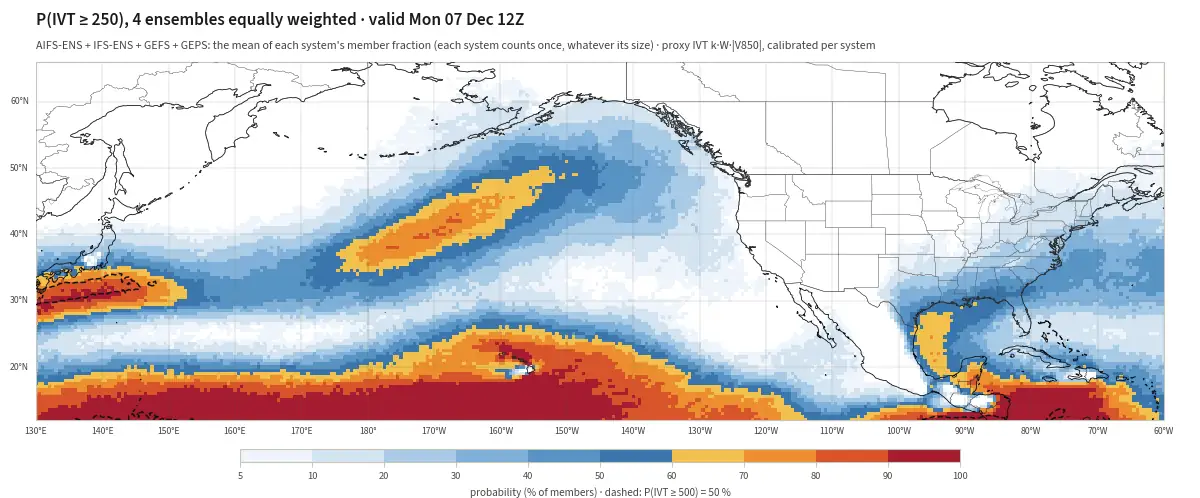 P(IVT ≥ 250), 4 ensembles equally weighted · valid Mon 07 Dec 12Z
AIFS-ENS + IFS-ENS + GEFS + GEPS: the mean of each system's member fraction (each system counts once, whatever its size) · proxy IVT k·W·|V850|, calibrated per system
60°N
50°N
40°N
30°N
20°N
130°E 140°E 150°E 160°E 170°E 180° 170°W 160°W 150°W 140°W 130°W 120°W 110°W 100°W 90°W 80°W 70°W 60°W
5 10 20 30 40 50 60 70 80 90 100
probability (% of members) · dashed: P(IVT ≥ 500) = 50 %